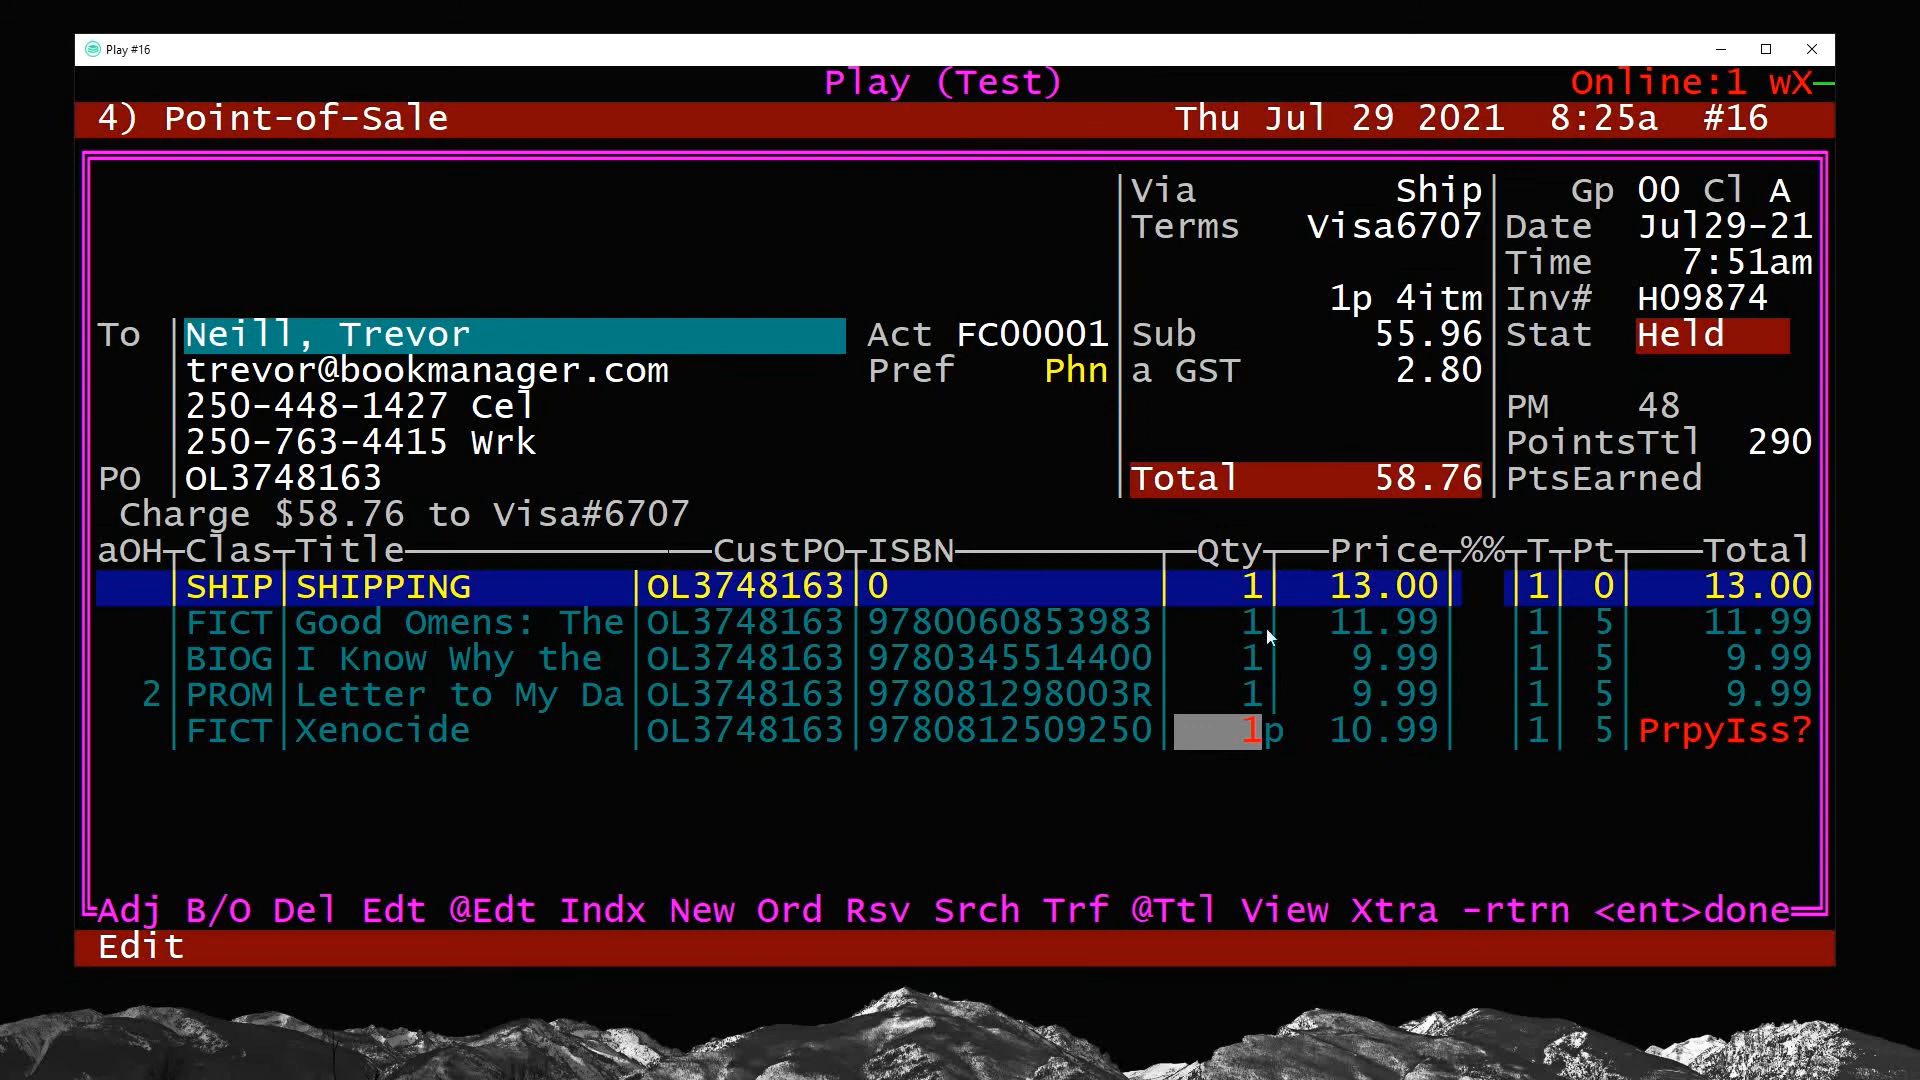 Play #16
Play (Test) Online:1 wX
4) Point-of-Sale Thu Jul 29 2021 8:25a #16
Via Ship Gp 00 Cl A
Terms Visa6707 Date Jul29-21
Time 7:51am
1p 4itm Inv# H09874
To Neill, Trevor Act FC00001 Sub 55.96 Stat Held
trevor@bookmanager.com Pref Phn a GST 2.80
250-448-1427 Cel PM 48
250-763-4415 Wrk PointsTtl 290
PO OL3748163 Total 58.76 PtsEarned
Charge $58.76 to Visa#6707
aOH Clas Title CustPO ISBN Qty Price %% T Pt Total
SHIP SHIPPING OL3748163 0 1 13.00 1 0 13.00
FICT Good Omens: The OL3748163 9780060853983 1 11.99 1 5 11.99
BIOG I Know Why the OL3748163 9780345514400 1 9.99 1 5 9.99
2 PROM Letter to My Da OL3748163 978081298003R 1 9.99 1 5 9.99
FICT Xenocide OL3748163 9780812509250 1p 10.99 1 5 PrpyIss?
Adj B/O Del Edt @Edt Indx New Ord Rsv Srch Trf @Ttl View Xtra -rtrn <ent>done
Edit